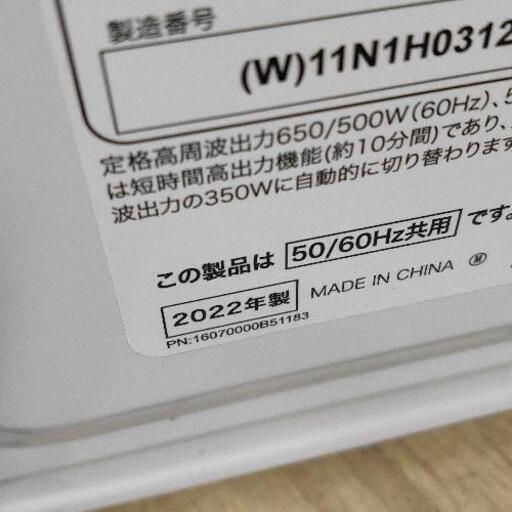 製造番号
(W)11N1H0312
定格高周波出力650/500W(60Hz)、5
は短時間高出力機能(約10分間)であり、
波出力の350Wに自動的に切り替わります
この製品は 50/60Hz共用 です。
2022年製 MADE IN CHINA Ⓜ
PN:16070000B51183